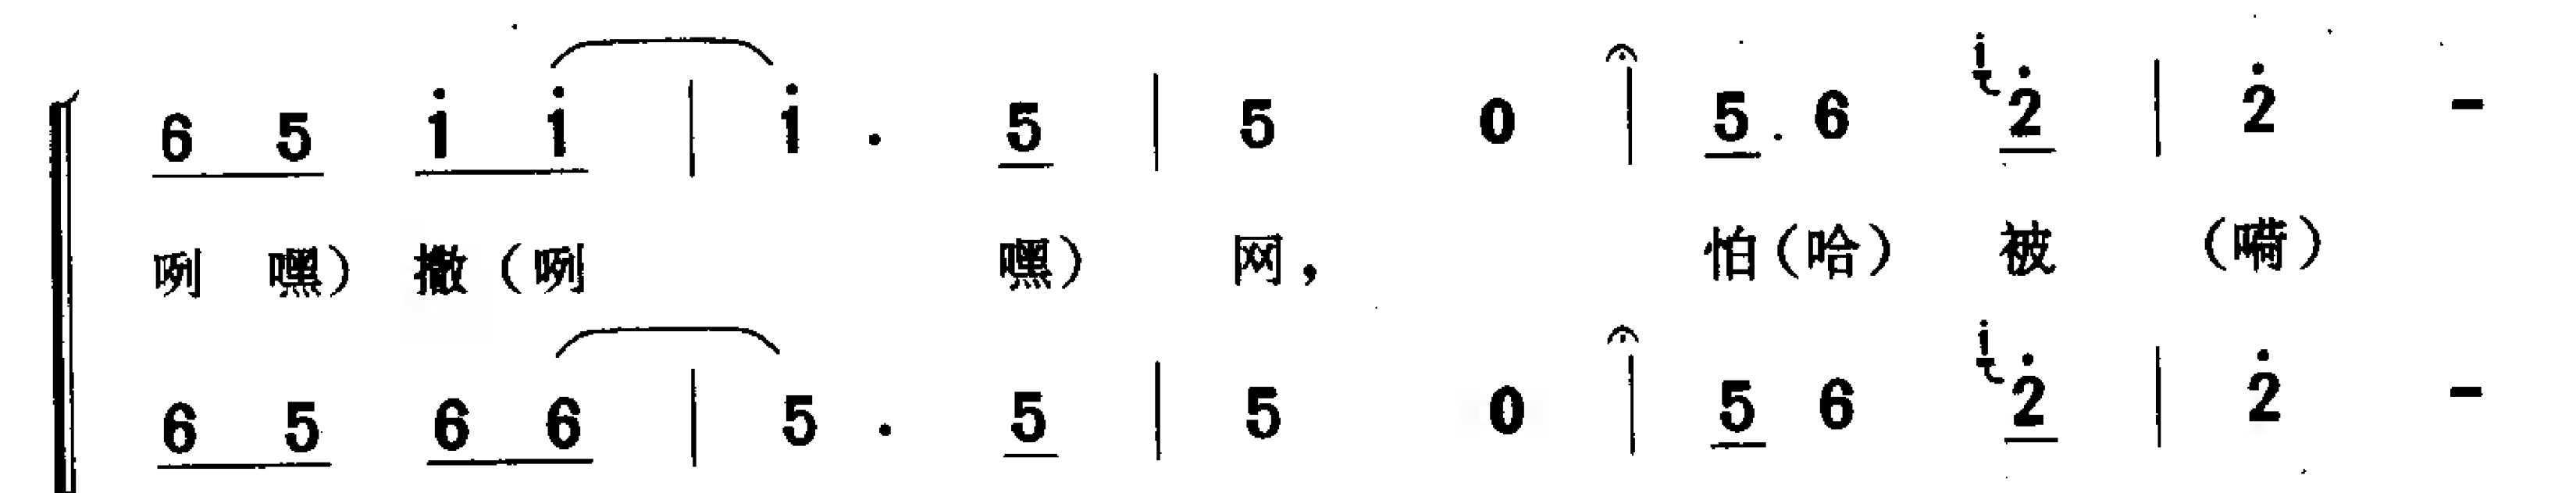 6 5 i i | i . 5 | 5 0 | 5 . 6 i 2̇ | 2̇ -
咧 嘿）撒（咧 嘿）网， 怕（哈）被（嗬）
6 5 6 6 | 5 . 5 | 5 0 | 5 6 i 2̇ | 2̇ -